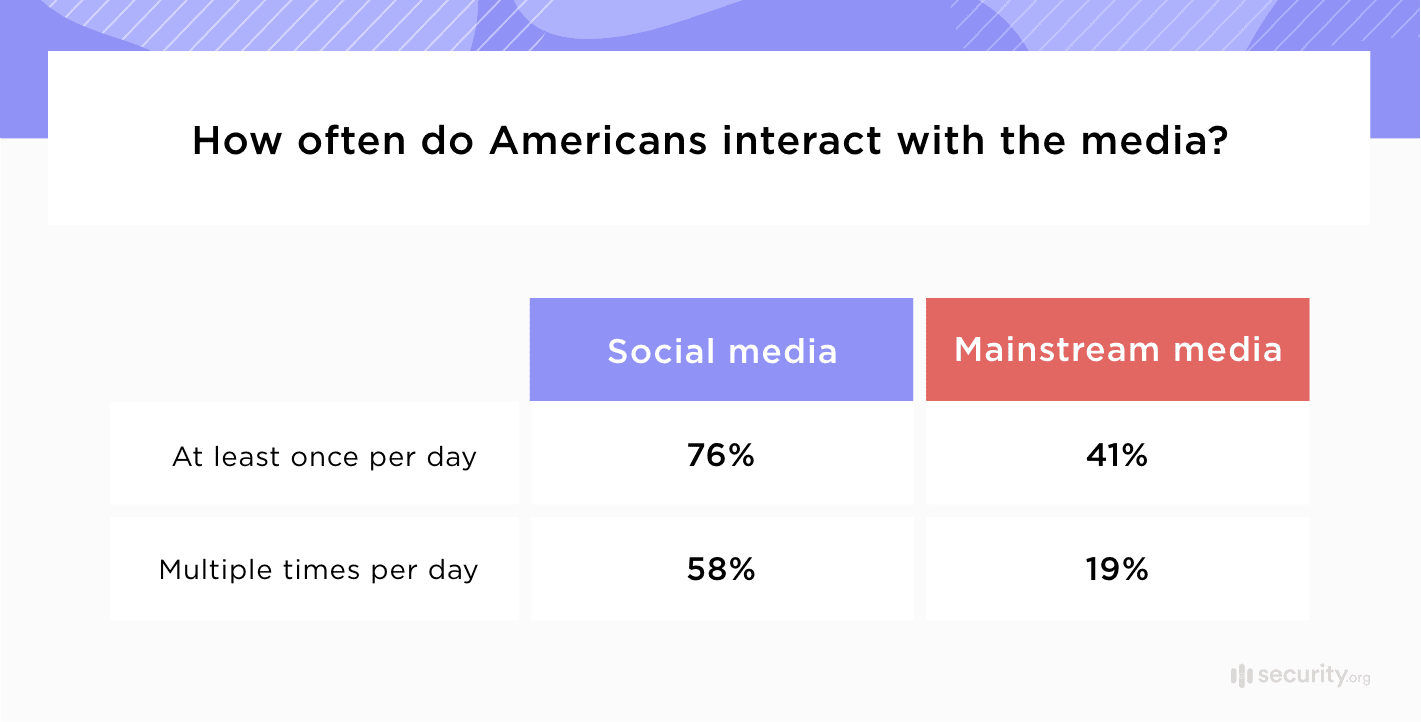 How often do Americans interact with the media?
Social media Mainstream media
At least once per day 76% 41%
Multiple times per day 58% 19%
security.org